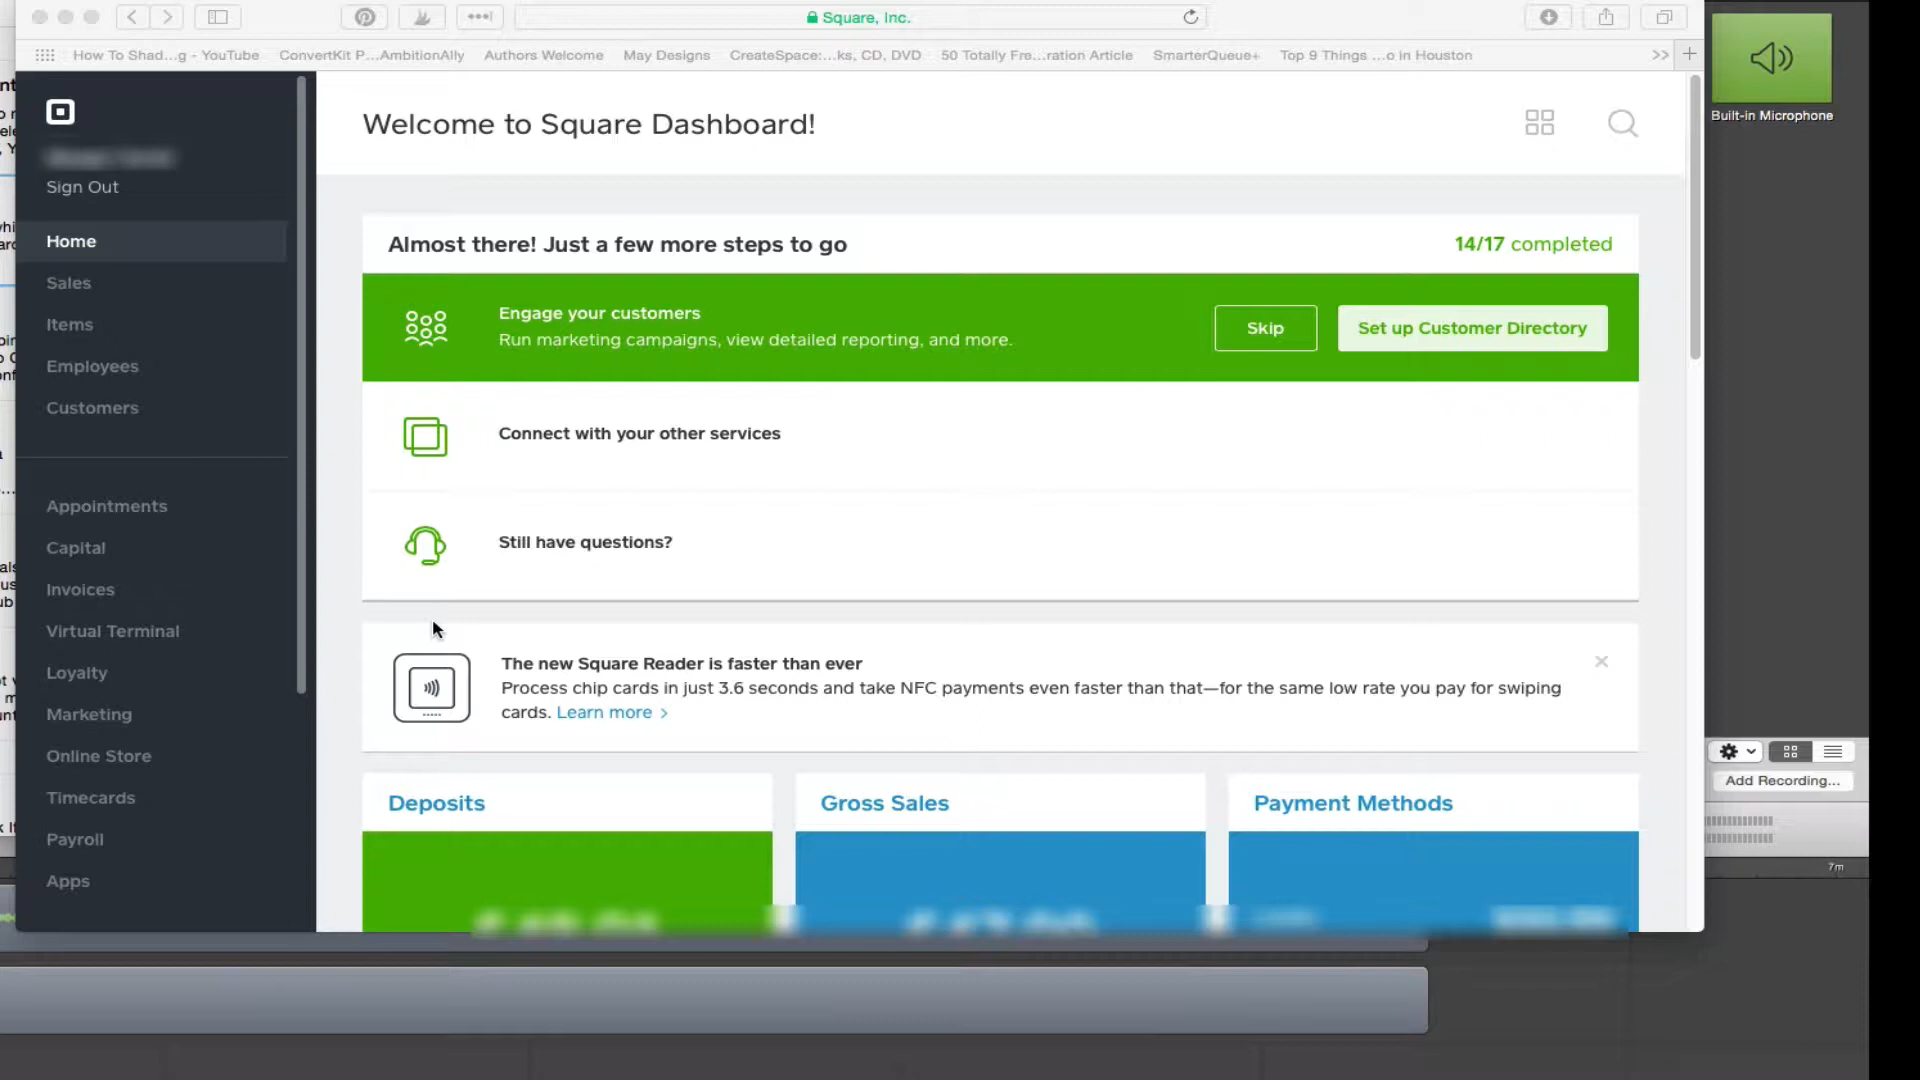 Square, Inc.
How To Shad...g - YouTube
ConvertKit P...AmbitionAlly
Authors Welcome
May Designs
CreateSpace:...ks, CD, DVD
50 Totally Fre...ration Article
SmarterQueue+
Top 9 Things ...o in Houston
>>
Built-in Microphone
Welcome to Square Dashboard!
Sign Out
Home
Sales
Items
Employees
Customers
Appointments
Capital
Invoices
Virtual Terminal
Loyalty
Marketing
Online Store
Timecards
Payroll
Apps
Almost there! Just a few more steps to go
14/17 completed
Engage your customers
Run marketing campaigns, view detailed reporting, and more.
Skip
Set up Customer Directory
Connect with your other services
Still have questions?
The new Square Reader is faster than ever
Process chip cards in just 3.6 seconds and take NFC payments even faster than that—for the same low rate you pay for swiping
cards. Learn more >
Deposits
Gross Sales
Payment Methods
Add Recording...
7m